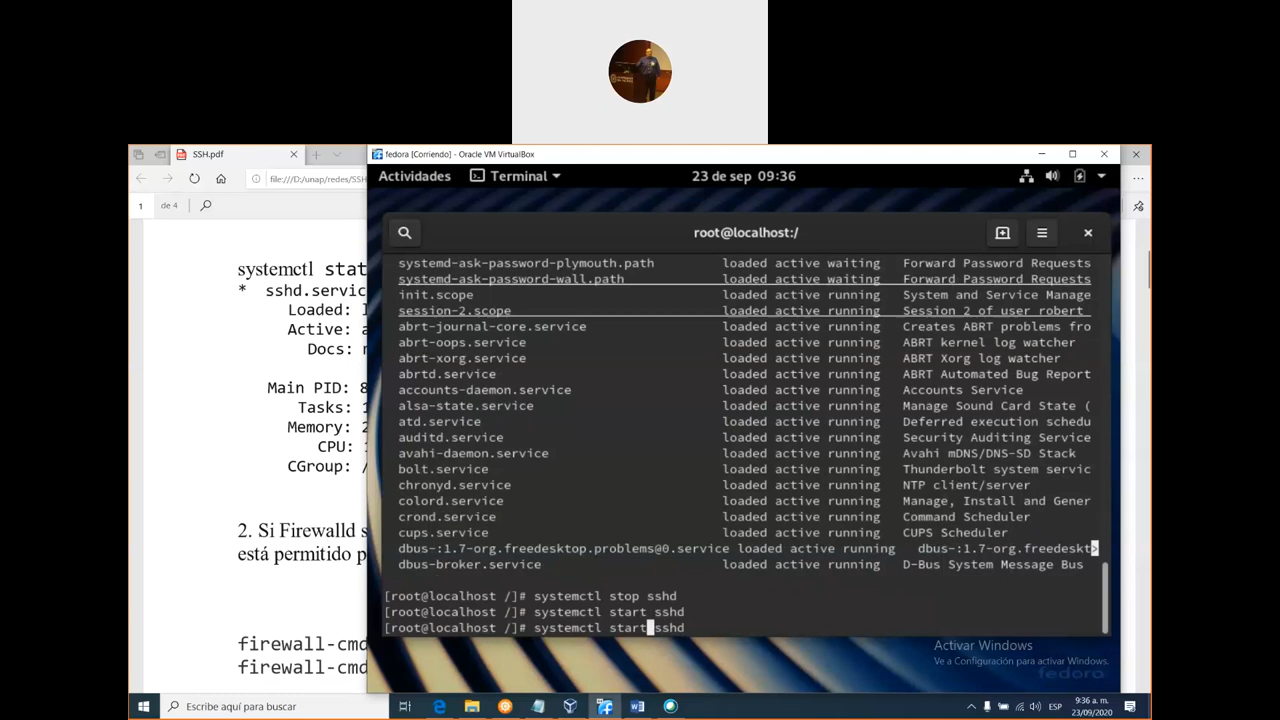 SSH.pdf
file:///D:/unap/redes/SSH
1 de 4
systemctl stat
* sshd.servic
Loaded: l
Active: a
Docs: r
Main PID: 8
Tasks: 1
Memory: 2
CPU: 1
CGroup: /
2. Si Firewalld s
está permitido p
firewall-cmd
firewall-cmd
fedora [Corriendo] - Oracle VM VirtualBox
Actividades Terminal 23 de sep 09:36
root@localhost:/
systemd-ask-password-plymouth.path loaded active waiting Forward Password Requests
systemd-ask-password-wall.path loaded active waiting Forward Password Requests
init.scope loaded active running System and Service Manage
session-2.scope loaded active running Session 2 of user robert
abrt-journal-core.service loaded active running Creates ABRT problems fro
abrt-oops.service loaded active running ABRT kernel log watcher
abrt-xorg.service loaded active running ABRT Xorg log watcher
abrtd.service loaded active running ABRT Automated Bug Report
accounts-daemon.service loaded active running Accounts Service
alsa-state.service loaded active running Manage Sound Card State (
atd.service loaded active running Deferred execution schedu
auditd.service loaded active running Security Auditing Service
avahi-daemon.service loaded active running Avahi mDNS/DNS-SD Stack
bolt.service loaded active running Thunderbolt system servic
chronyd.service loaded active running NTP client/server
colord.service loaded active running Manage, Install and Gener
crond.service loaded active running Command Scheduler
cups.service loaded active running CUPS Scheduler
dbus-:1.7-org.freedesktop.problems@0.service loaded active running dbus-:1.7-org.freedeskt>
dbus-broker.service loaded active running D-Bus System Message Bus
[root@localhost /]# systemctl stop sshd
[root@localhost /]# systemctl start sshd
[root@localhost /]# systemctl start sshd
Activar Windows
Ve a Configuración para activar Windows.
fedora
Escribe aquí para buscar
ESP
9:36 a. m.
23/09/2020